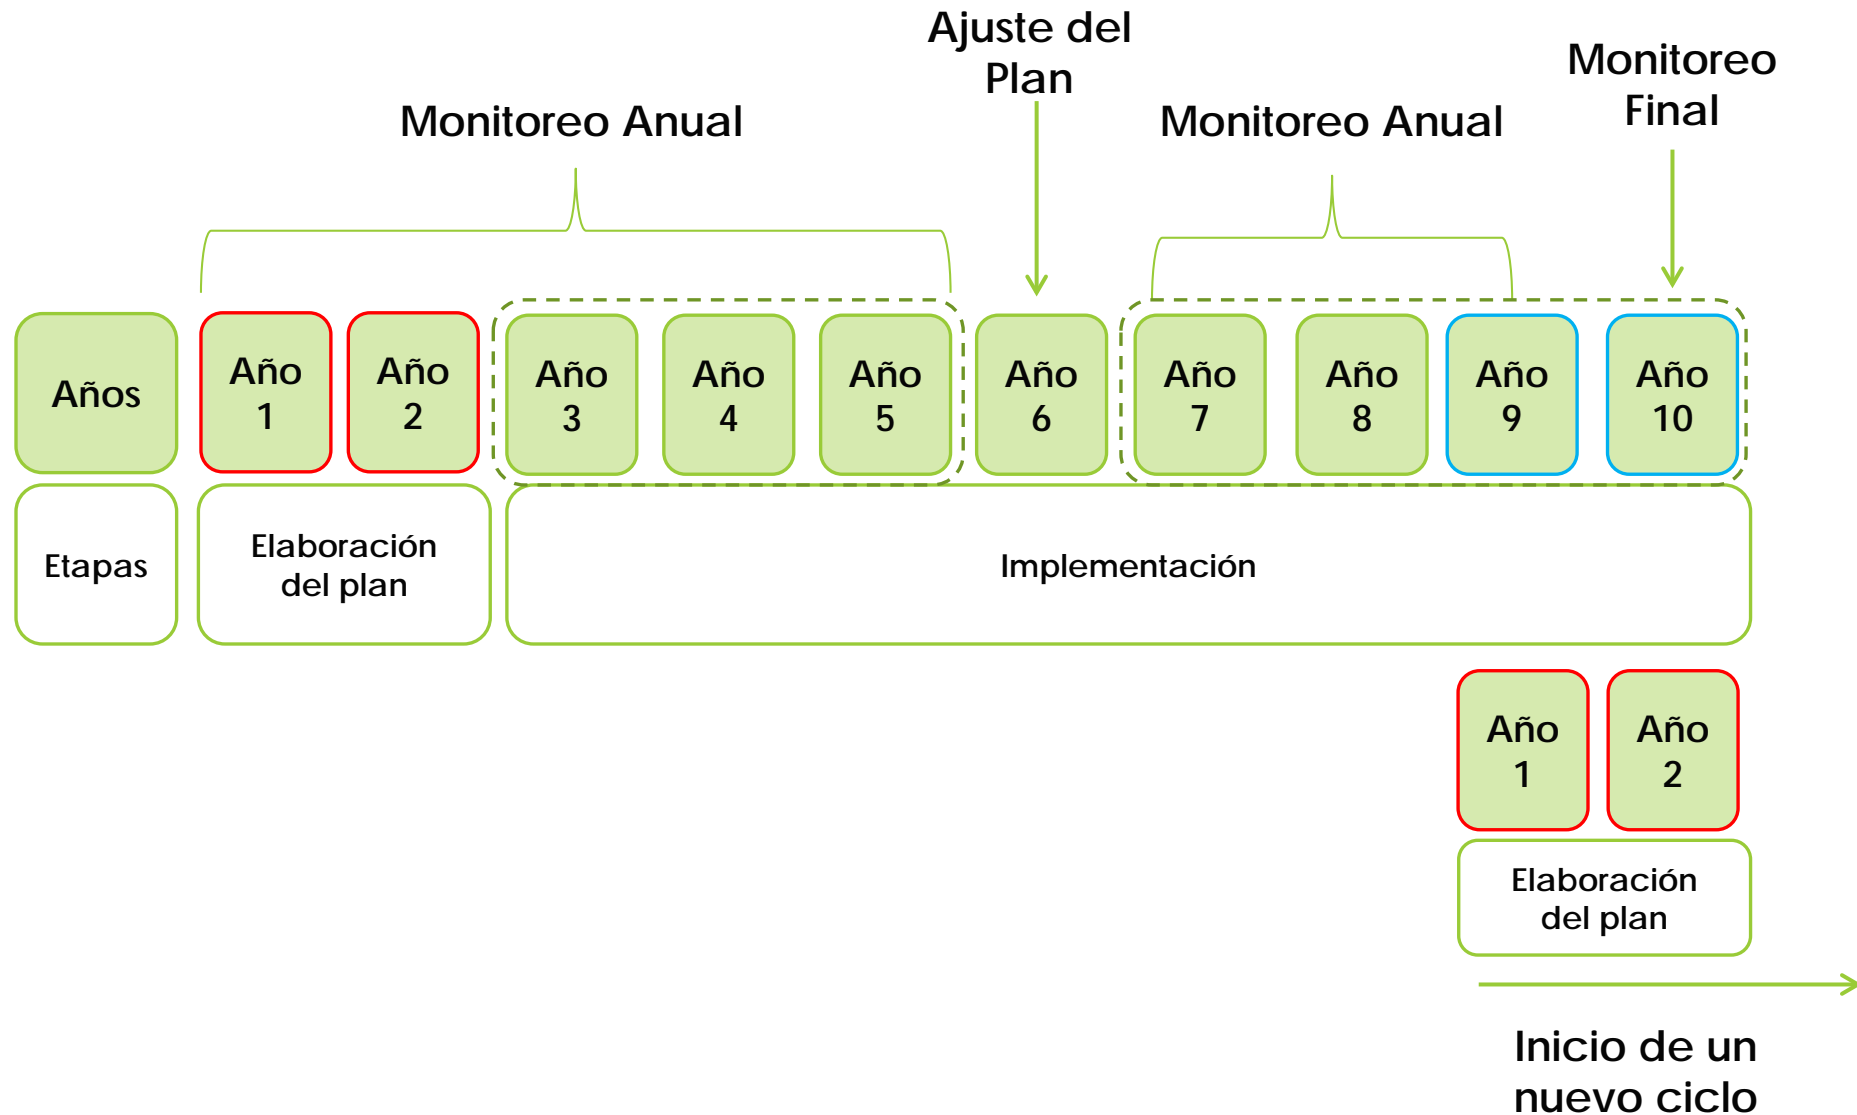 Ajuste del
Plan
Monitoreo
Final
Monitoreo Anual
Monitoreo Anual
Años
Año
1
Año
2
Año
3
Año
4
Año
5
Año
6
Año
7
Año
8
Año
9
Año
10
Etapas
Elaboración
del plan
Implementación
Año
1
Año
2
Elaboración
del plan
Inicio de un
nuevo ciclo